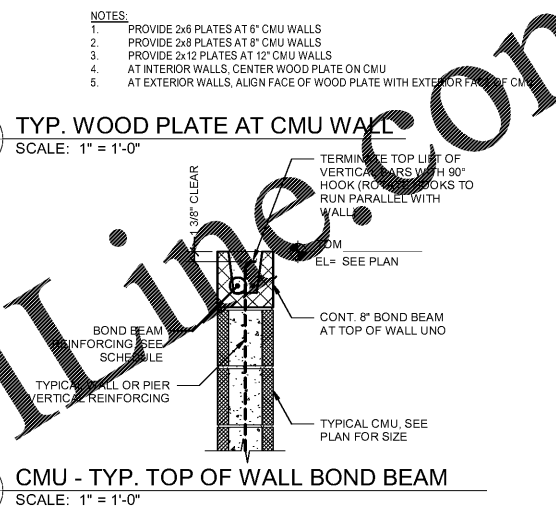 NOTES:
1. PROVIDE 2x6 PLATES AT 6" CMU WALLS
2. PROVIDE 2x8 PLATES AT 8" CMU WALLS
3. PROVIDE 2x12 PLATES AT 12" CMU WALLS
4. AT INTERIOR WALLS, CENTER WOOD PLATE ON CMU
5. AT EXTERIOR WALLS, ALIGN FACE OF WOOD PLATE WITH EXTERIOR FACE OF CMU
TYP. WOOD PLATE AT CMU WALL
SCALE: 1" = 1'-0"
TERMINATE TOP LIFT OF
VERTICAL BARS WITH 90°
HOOK (ROTATE HOOKS TO
RUN PARALLEL WITH
WALL)
1 3/8" CLEAR
TOM
EL= SEE PLAN
CONT. 8" BOND BEAM
AT TOP OF WALL UNO
BOND BEAM
REINFORCING, SEE
SCHEDULE
TYPICAL WALL OR PIER
VERTICAL REINFORCING
TYPICAL CMU, SEE
PLAN FOR SIZE
CMU - TYP. TOP OF WALL BOND BEAM
SCALE: 1" = 1'-0"
lLine.com